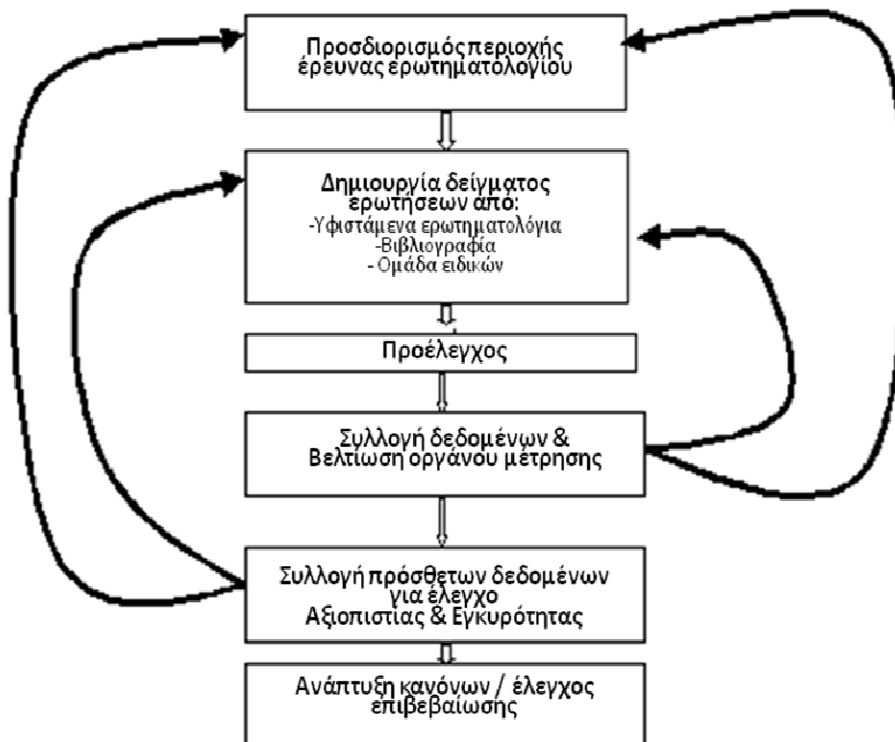 Προσδιορισμός περιοχής
έρευνας ερωτηματολογίου
Δημιουργία δείγματος
ερωτήσεων από:
-Υφιστάμενα ερωτηματολόγια
-Βιβλιογραφία
- Ομάδα ειδικών
Προέλεγχος
Συλλογή δεδομένων &
Βελτίωση οργάνου μέτρησης
Συλλογή πρόσθετων δεδομένων
για έλεγχο
Αξιοπιστίας & Εγκυρότητας
Ανάπτυξη κανόνων / έλεγχος
επιβεβαίωσης